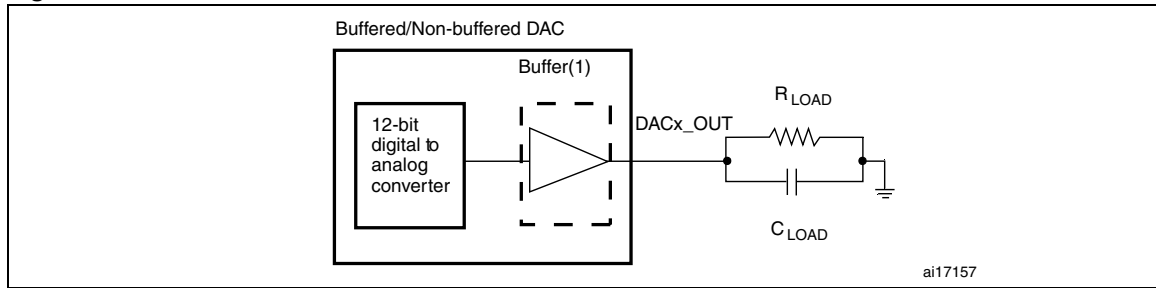 Buffered/Non-buffered DAC
Buffer(1)
12-bit
digital to
analog
converter
DACx_OUT
R LOAD
C LOAD
ai17157